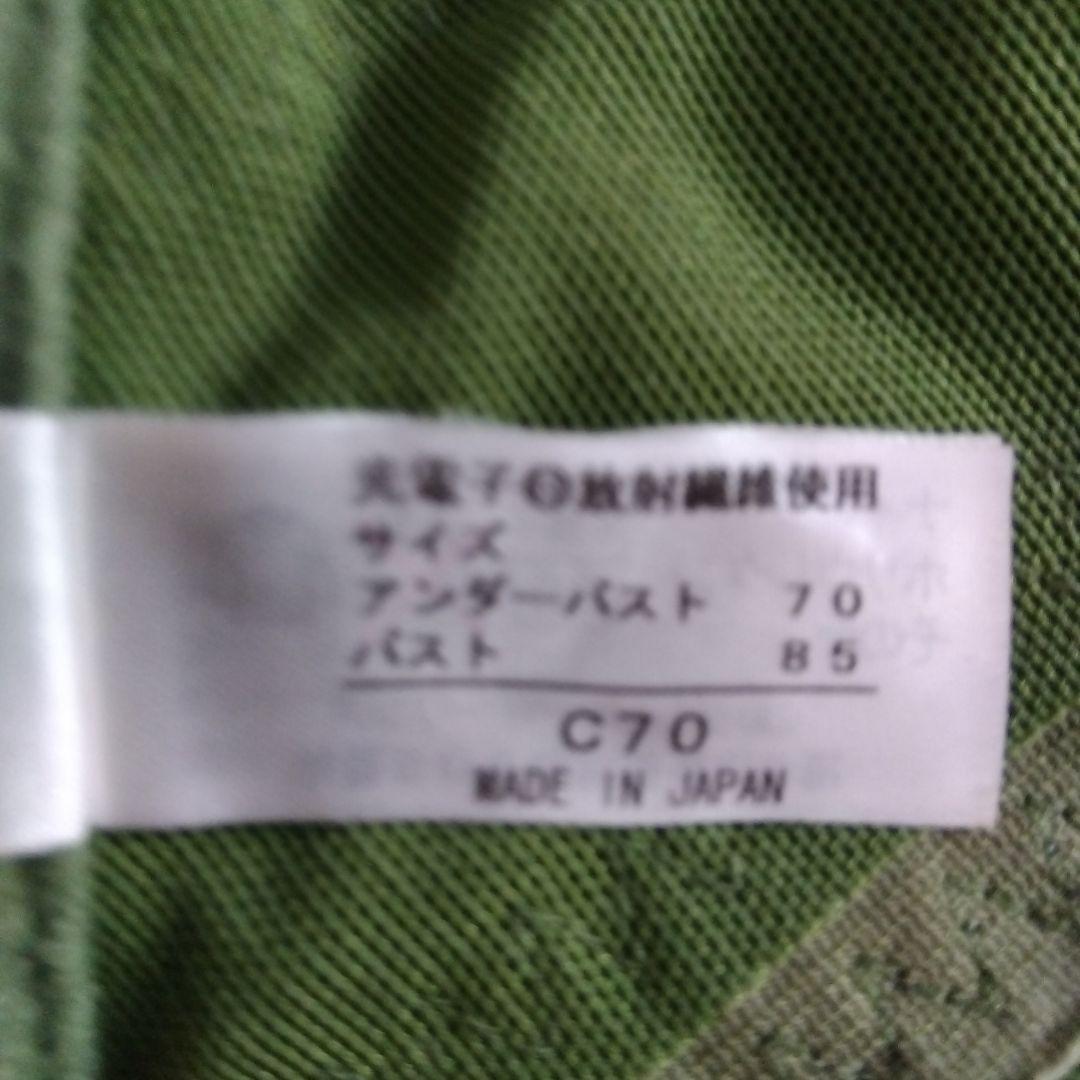 光電子®放射繊維使用
サイズ
アンダーバスト 70
バスト 85
C70
MADE IN JAPAN